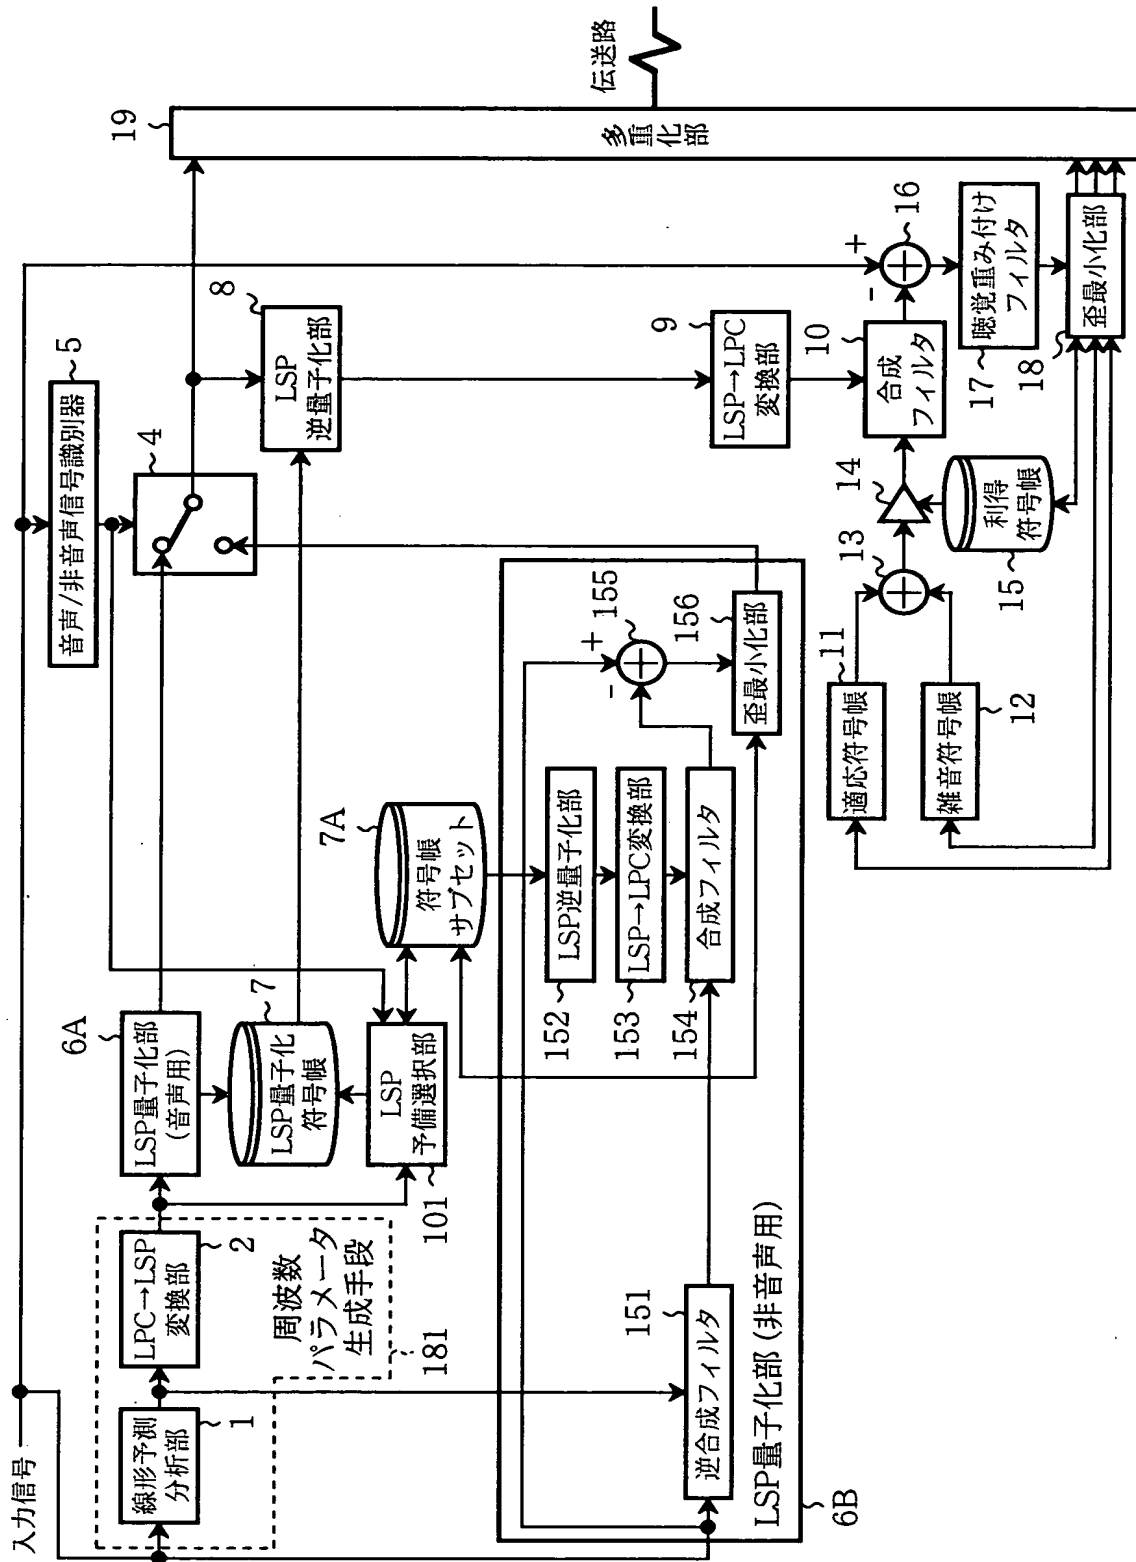 入力信号
線形予測
分析部
1
LPC→LSP
変換部
2
周波数
パラメータ
生成手段
181
LSP量子化部
(音声用)
6A
LSP量子化
符号帳
7
LSP
予備選択部
101
符号帳
サブセット
7A
音声/非音声信号識別器
5
4
LSP
逆量子化部
8
LSP→LPC
変換部
9
逆合成フィルタ
151
LSP逆量子化部
152
LSP→LPC変換部
153
合成フィルタ
154
+
-
155
歪最小化部
156
LSP量子化部(非音声用)
6B
適応符号帳
11
雑音符号帳
12
13
14
利得
符号帳
15
合成
フィルタ
10
+
-
16
聴覚重み付け
フィルタ
17
歪最小化部
18
多重化部
19
伝送路